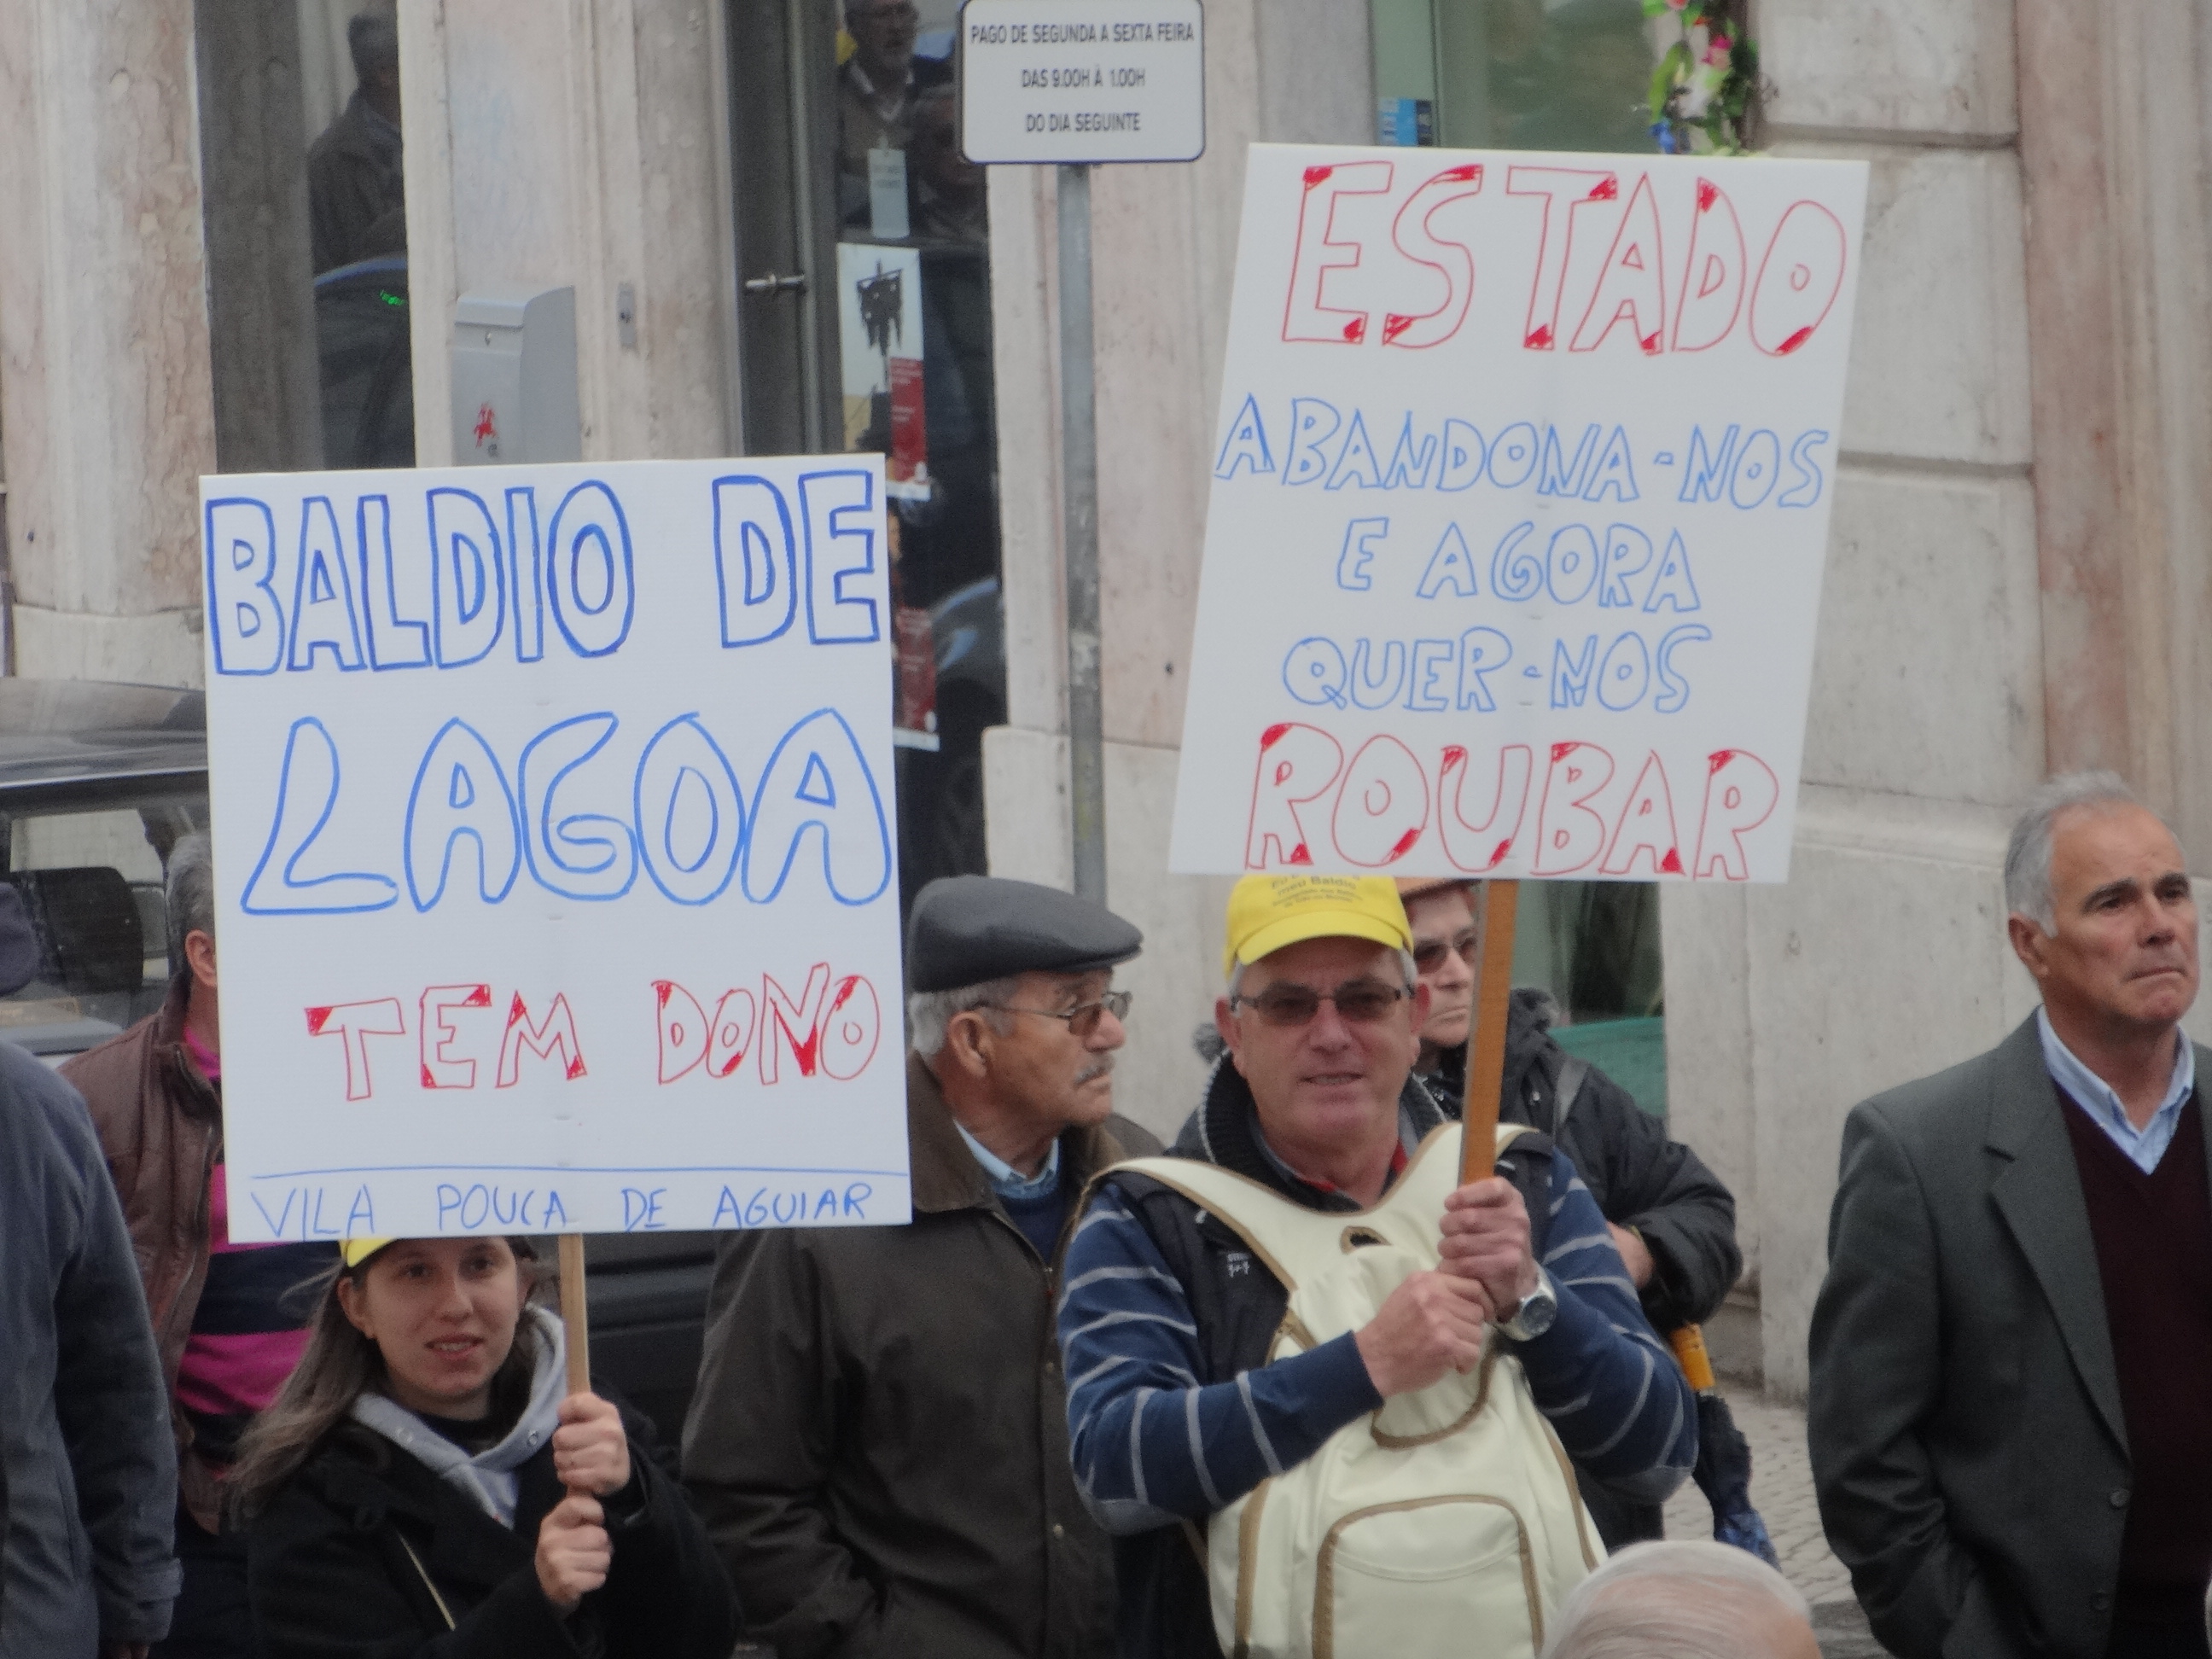 PAGO DE SEGUNDA A SEXTA FEIRA
DAS 9.00H À 1.00H
DO DIA SEGUINTE
ESTADO
ABANDONA-NOS
E AGORA
QUER-NOS
ROUBAR
BALDIO DE
LAGOA
TEM DONO
VILA POUCA DE AGUIAR
Baldio